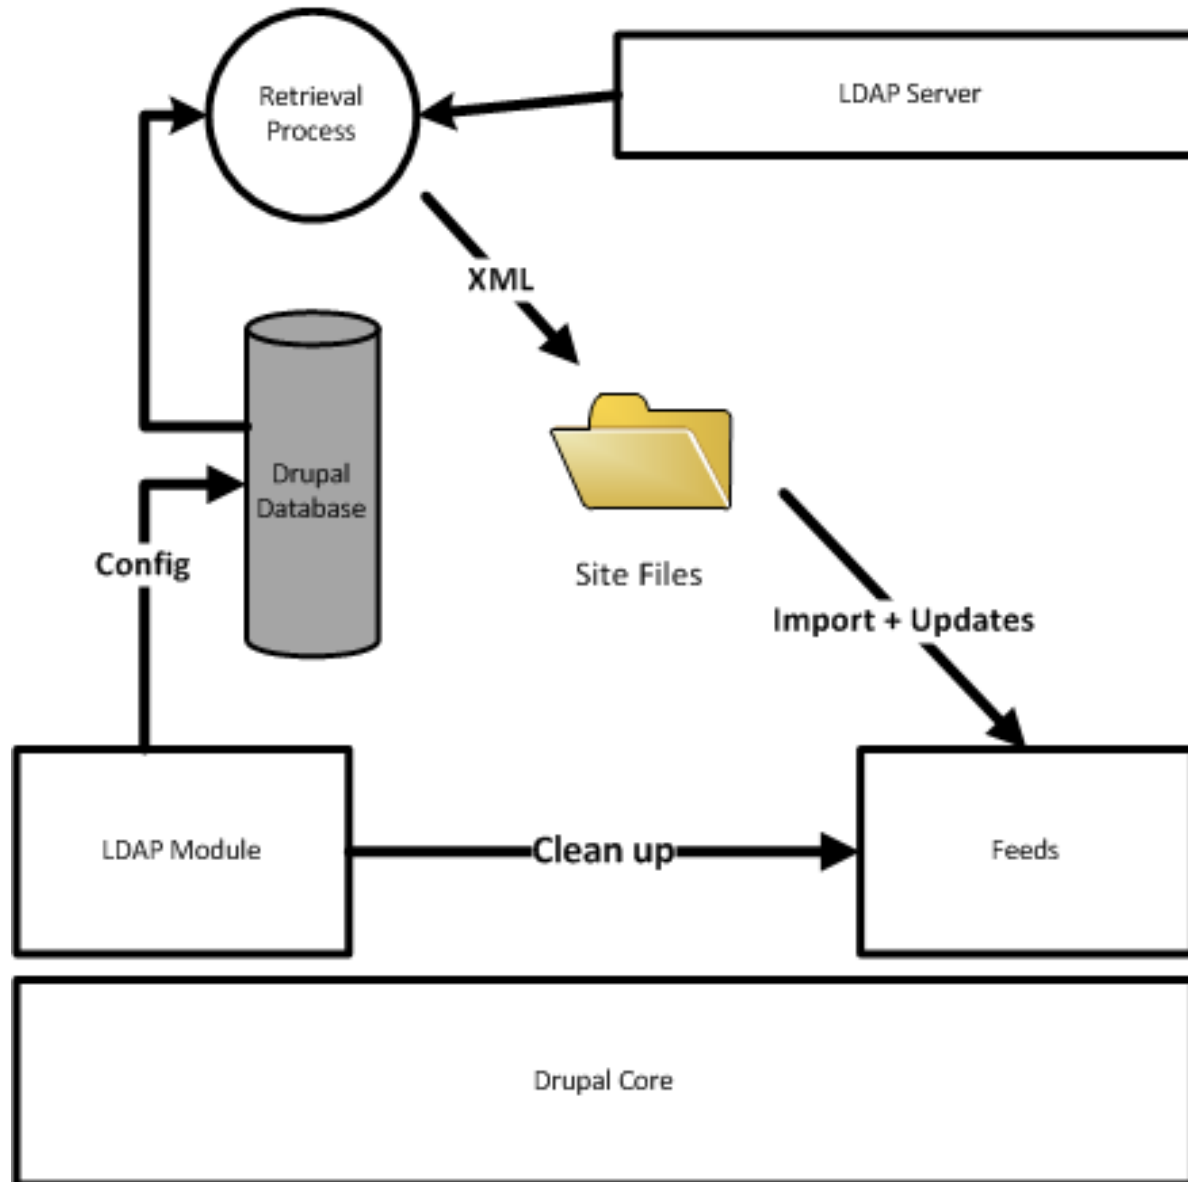 Retrieval
Process
LDAP Server
XML
Drupal
Database
Config
Site Files
Import + Updates
LDAP Module
Clean up
Feeds
Drupal Core